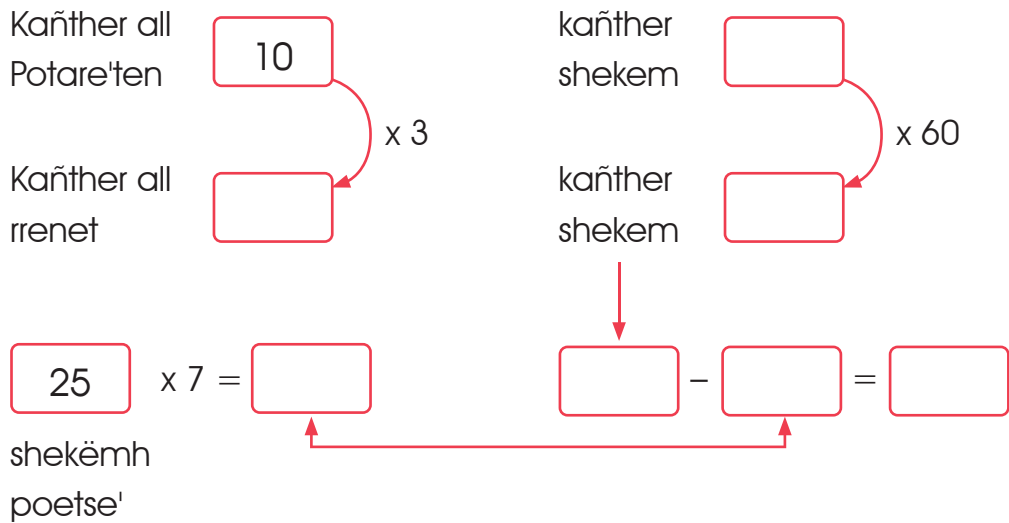 Kañther all
Potare'ten
10
x 3
Kañther all
rrenet
kañther
shekem
x 60
kañther
shekem
25 x 7 =
shekëmh
poetse'
– =